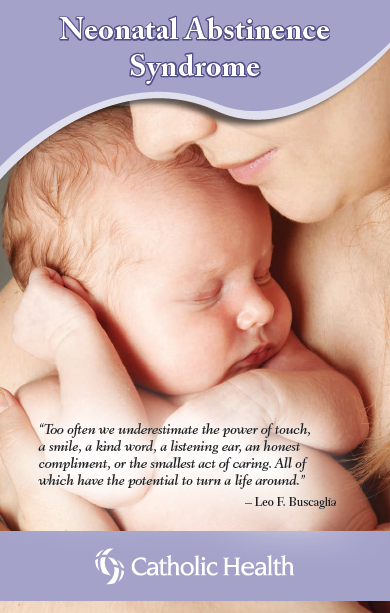 Neonatal Abstinence
Syndrome
“Too often we underestimate the power of touch,
a smile, a kind word, a listening ear, an honest
compliment, or the smallest act of caring. All of
which have the potential to turn a life around.”
– Leo F. Buscaglia
Catholic Health